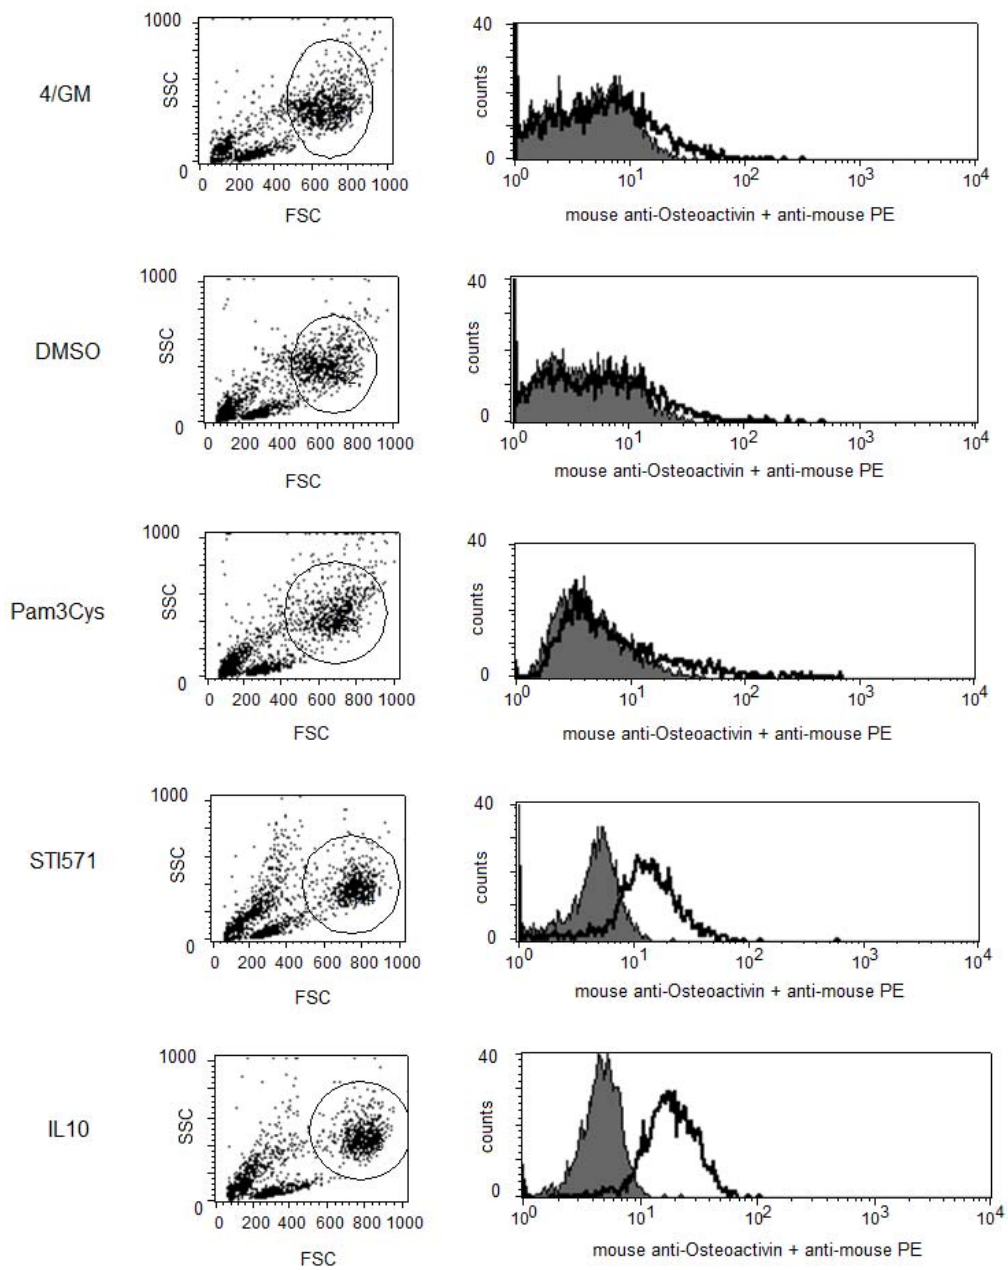 4/GM
1000
SSC
0
0 200 400 600 800 1000
FSC
40
counts
0
10^0 10^1 10^2 10^3 10^4
mouse anti-Osteoactivin + anti-mouse PE
DMSO
1000
SSC
0
0 200 400 600 800 1000
FSC
40
counts
0
10^0 10^1 10^2 10^3 10^4
mouse anti-Osteoactivin + anti-mouse PE
Pam3Cys
1000
SSC
0
0 200 400 600 800 1000
FSC
40
counts
0
10^0 10^1 10^2 10^3 10^4
mouse anti-Osteoactivin + anti-mouse PE
STI571
1000
SSC
0
0 200 400 600 800 1000
FSC
40
counts
0
10^0 10^1 10^2 10^3 10^4
mouse anti-Osteoactivin + anti-mouse PE
IL10
1000
SSC
0
0 200 400 600 800 1000
FSC
40
counts
0
10^0 10^1 10^2 10^3 10^4
mouse anti-Osteoactivin + anti-mouse PE